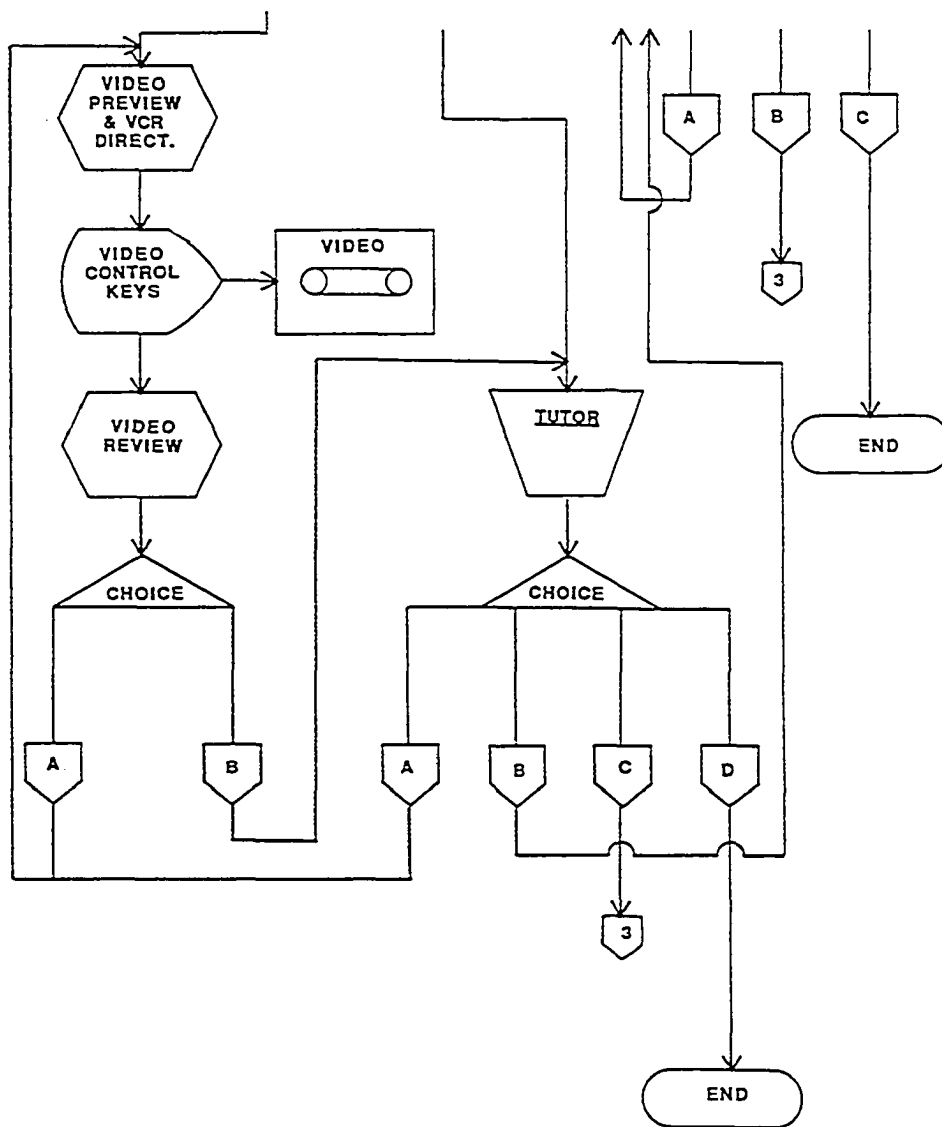 VIDEO
PREVIEW
& VCR
DIRECT.
A
B
C
VIDEO
CONTROL
KEYS
VIDEO
3
VIDEO
REVIEW
TUTOR
END
CHOICE
CHOICE
A
B
A
B
C
D
3
END